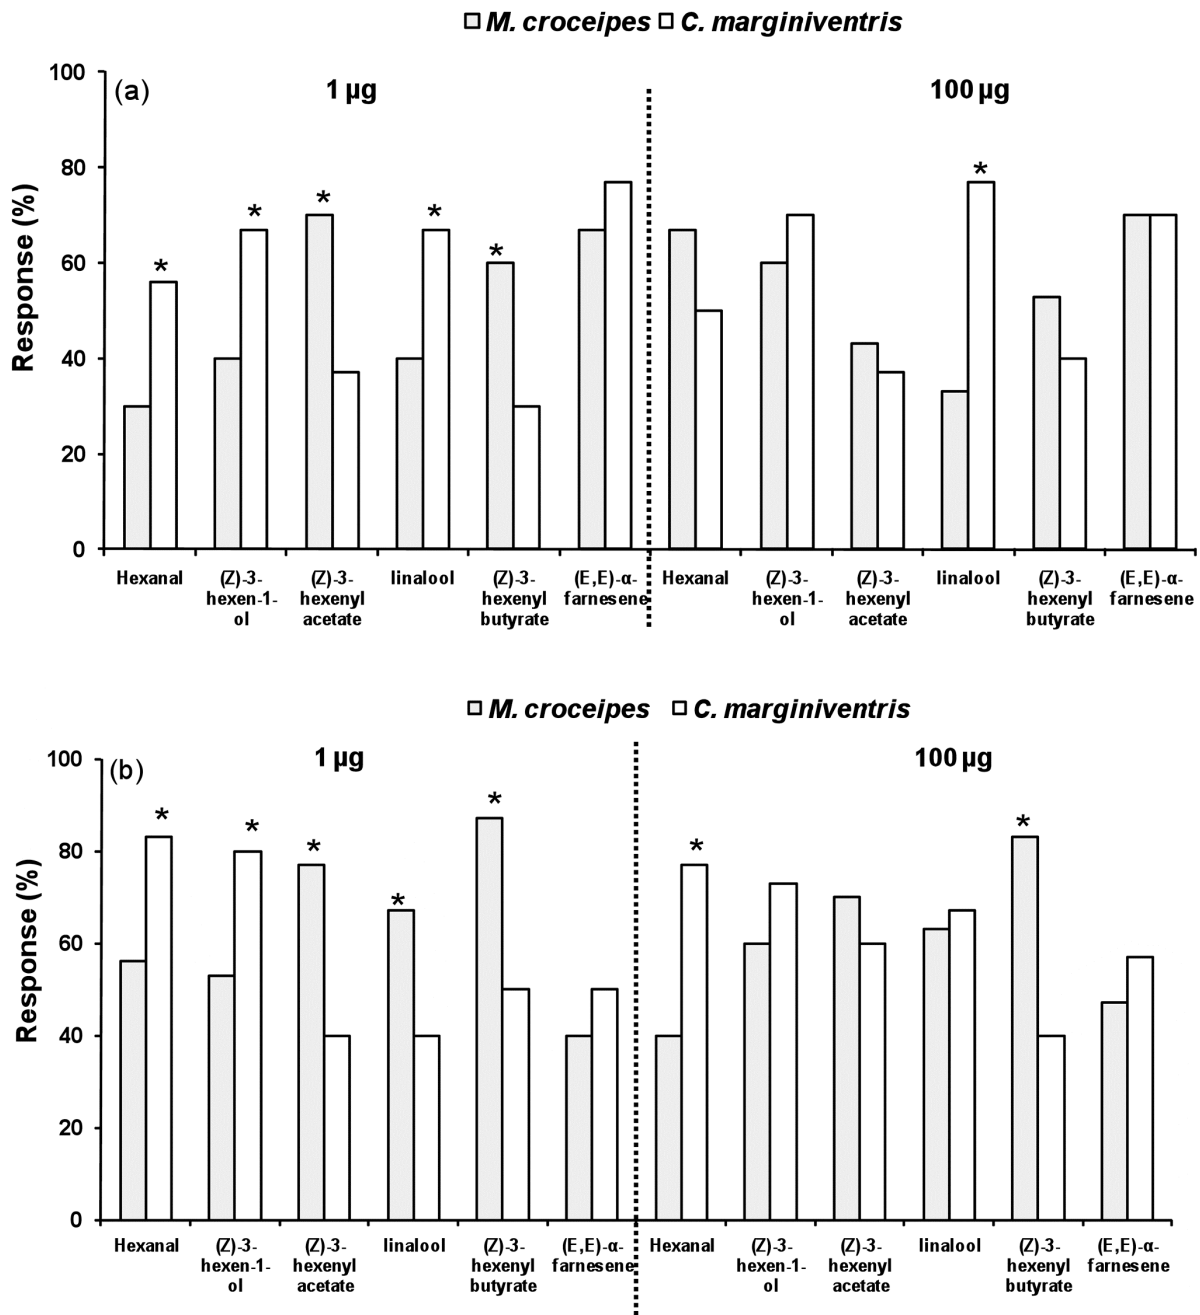 M. croceipes C. marginiventris
(a) 1 µg 100 µg
Response (%)
100
80
60
40
20
0
* * * * * *
Hexanal (Z)-3-hexen-1-ol (Z)-3-hexenyl acetate linalool (Z)-3-hexenyl butyrate (E,E)-α-farnesene Hexanal (Z)-3-hexen-1-ol (Z)-3-hexenyl acetate linalool (Z)-3-hexenyl butyrate (E,E)-α-farnesene
M. croceipes C. marginiventris
(b) 1 µg 100 µg
Response (%)
100
80
60
40
20
0
* * * * * * *
Hexanal (Z)-3-hexen-1-ol (Z)-3-hexenyl acetate linalool (Z)-3-hexenyl butyrate (E,E)-α-farnesene Hexanal (Z)-3-hexen-1-ol (Z)-3-hexenyl acetate linalool (Z)-3-hexenyl butyrate (E,E)-α-farnesene